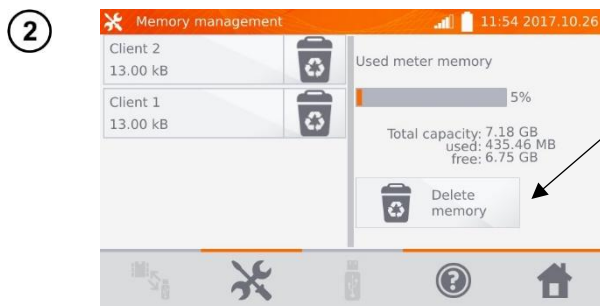 2
Memory management
11:54 2017.10.26
Client 2
13.00 kB
Client 1
13.00 kB
Used meter memory
5%
Total capacity: 7.18 GB
used: 435.46 MB
free: 6.75 GB
Delete
memory
?